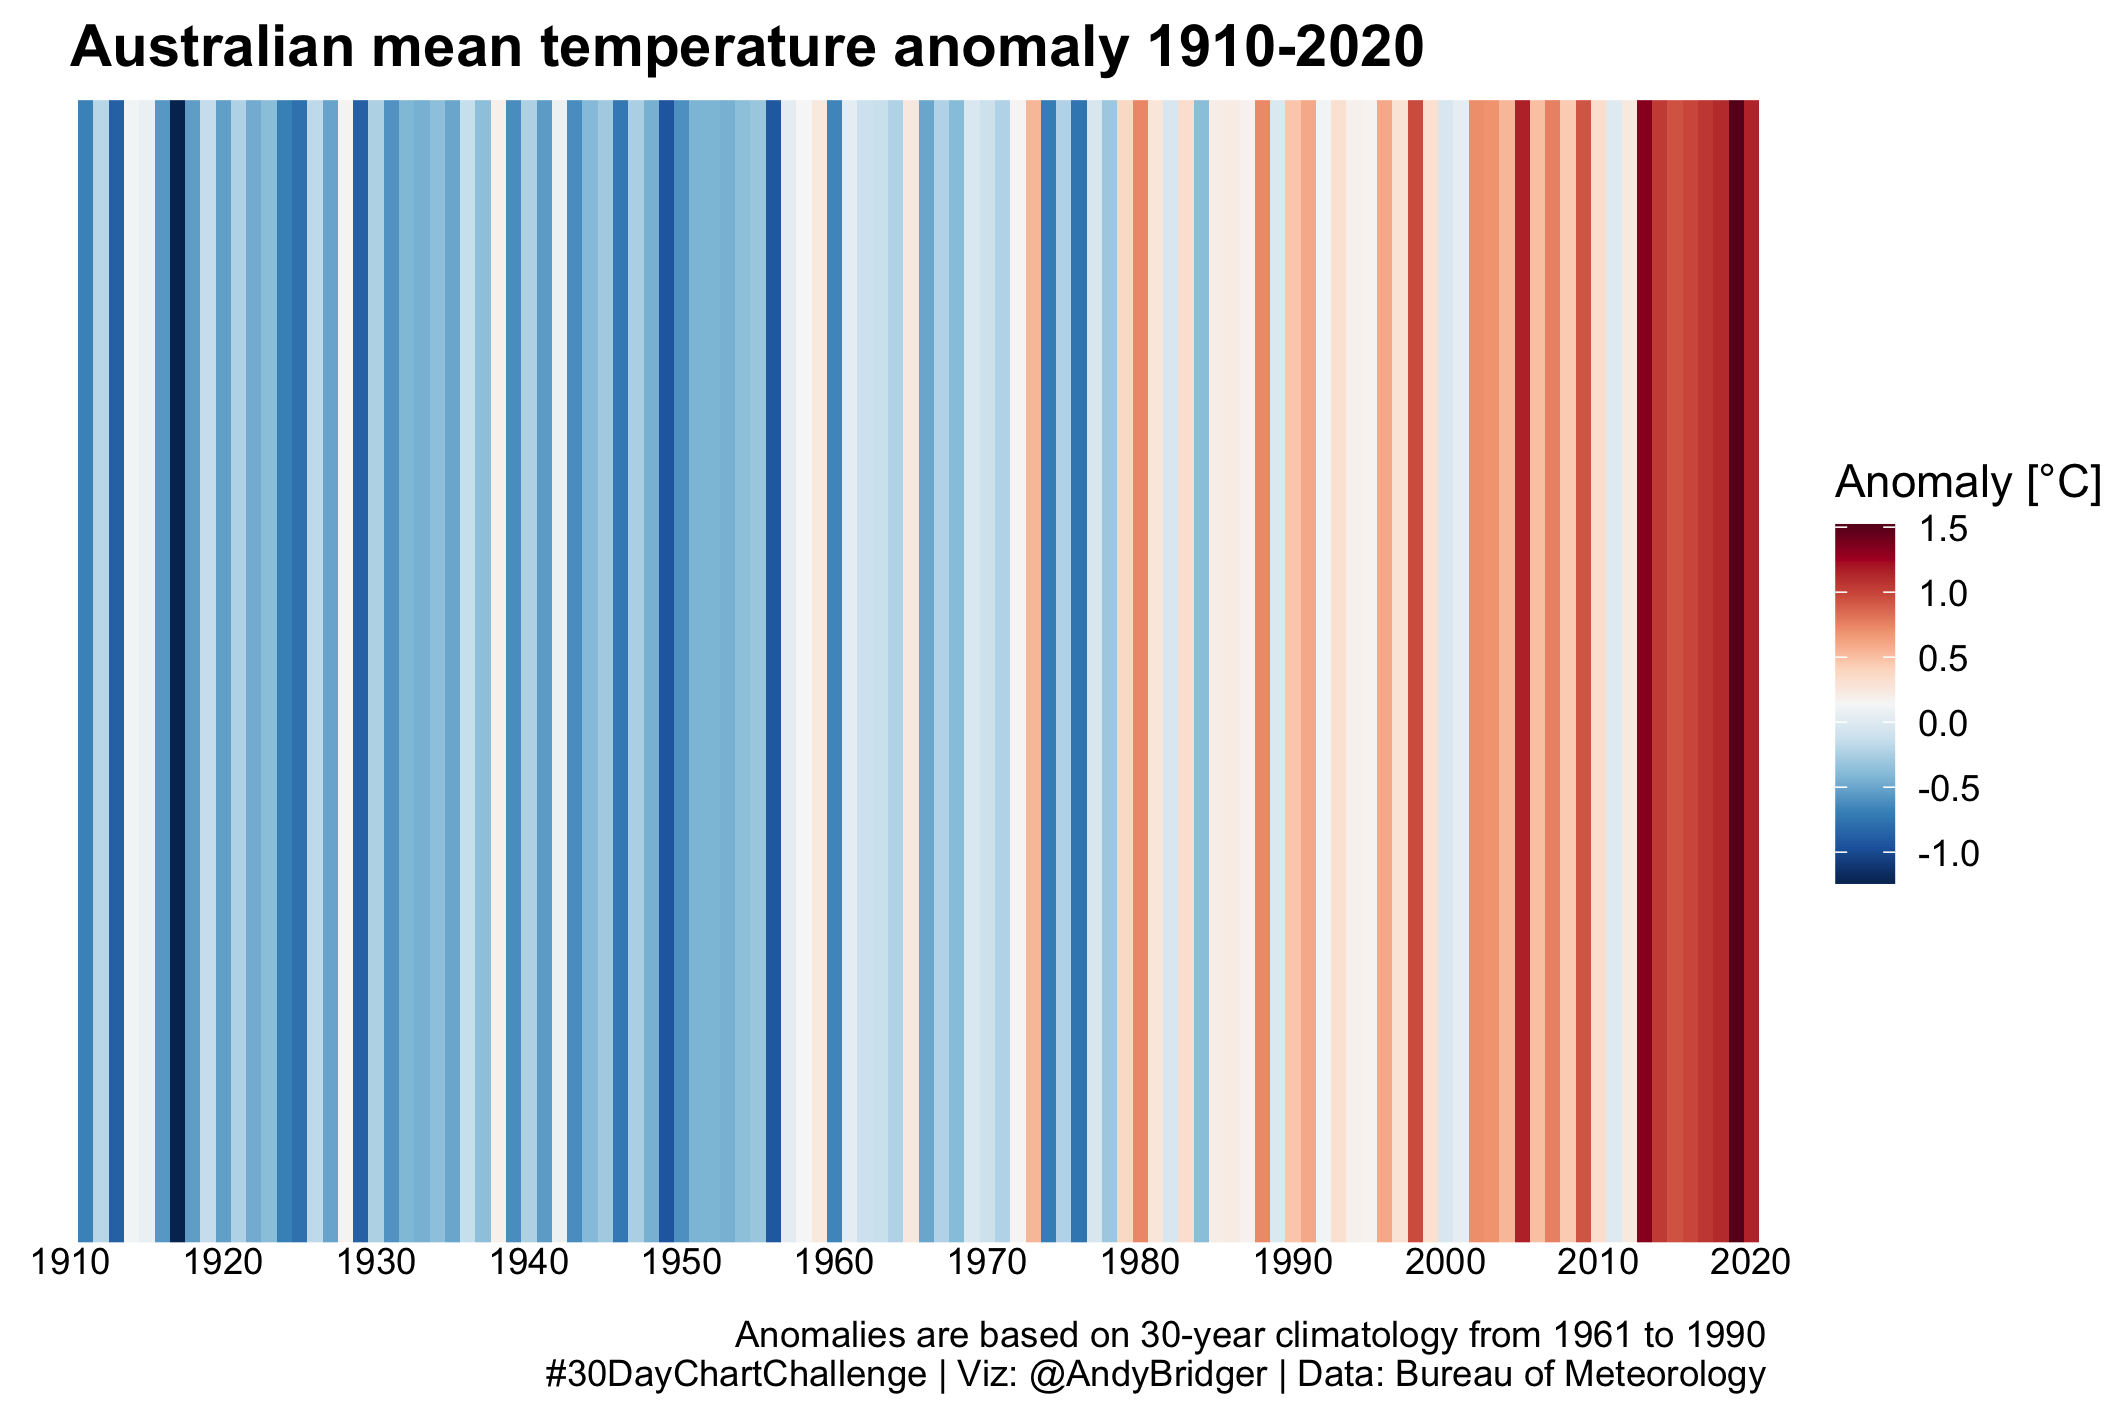 Australian mean temperature anomaly 1910-2020
Anomaly [°C]
1.5
1.0
0.5
0.0
-0.5
-1.0
1910 1920 1930 1940 1950 1960 1970 1980 1990 2000 2010 2020
Anomalies are based on 30-year climatology from 1961 to 1990
#30DayChartChallenge | Viz: @AndyBridger | Data: Bureau of Meteorology